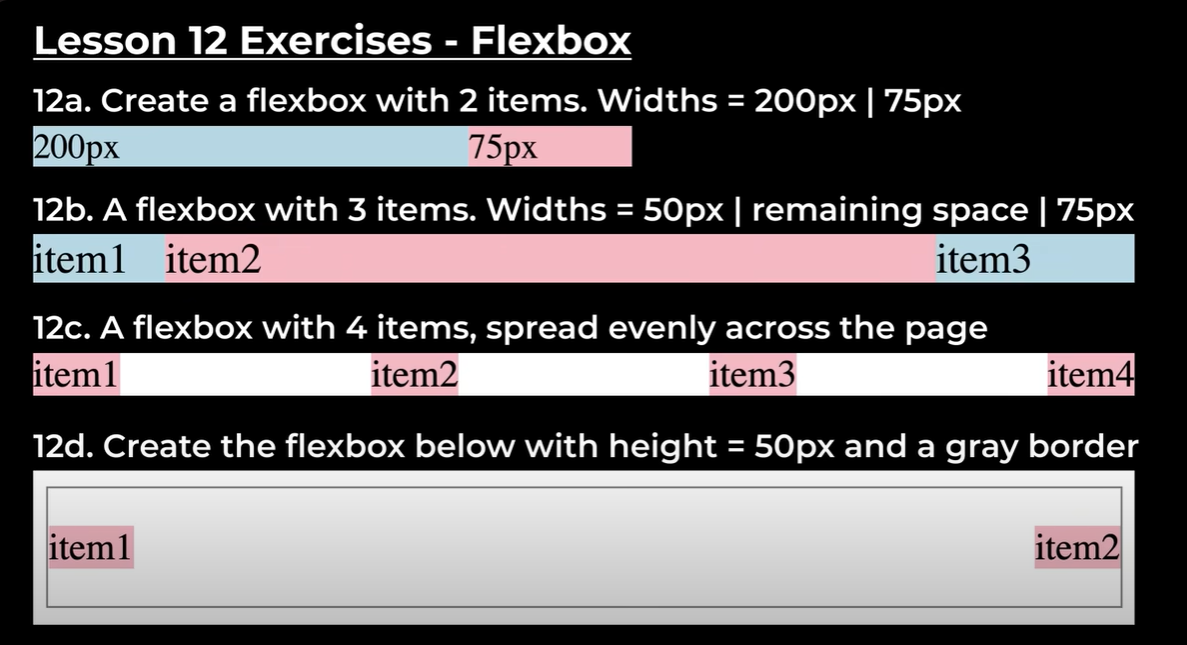 Lesson 12 Exercises - Flexbox
12a. Create a flexbox with 2 items. Widths = 200px | 75px
200px 75px
12b. A flexbox with 3 items. Widths = 50px | remaining space | 75px
item1 item2 item3
12c. A flexbox with 4 items, spread evenly across the page
item1 item2 item3 item4
12d. Create the flexbox below with height = 50px and a gray border
item1 item2